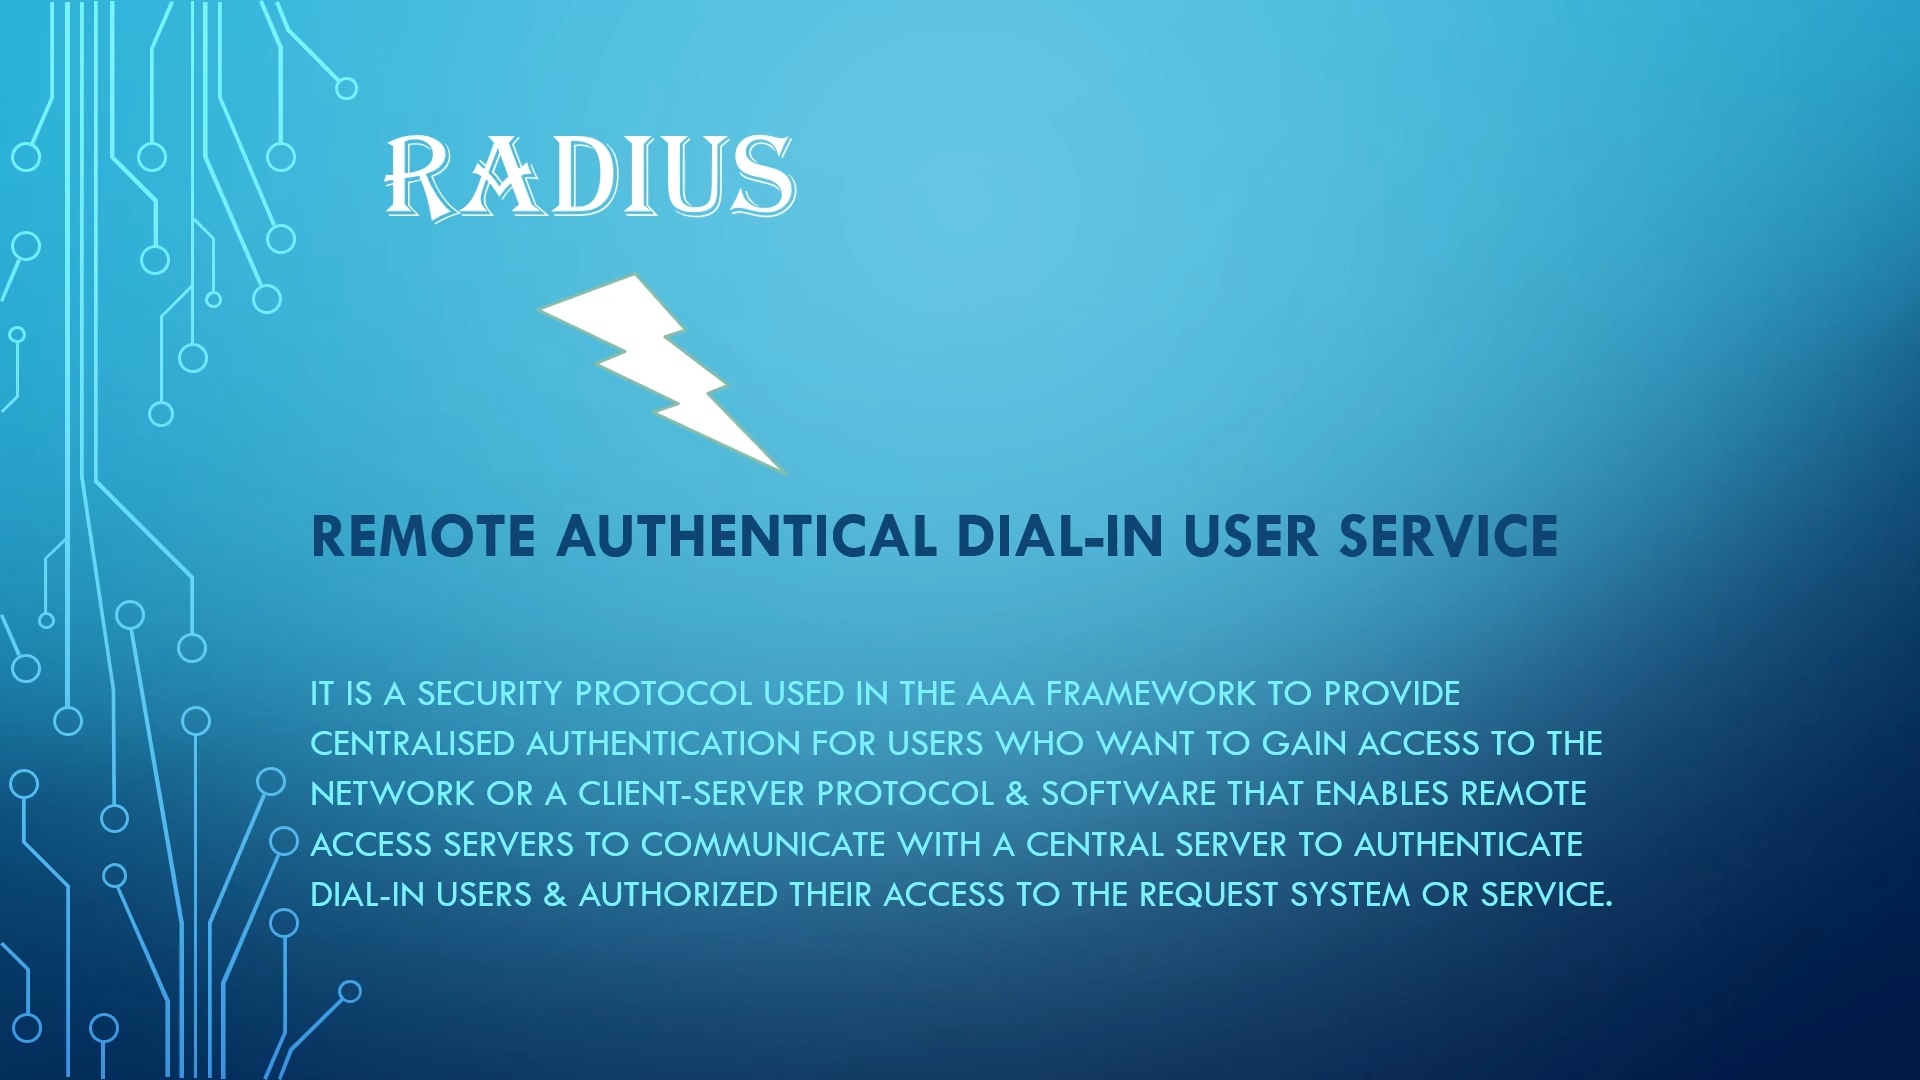 RADIUS
REMOTE AUTHENTICAL DIAL-IN USER SERVICE
IT IS A SECURITY PROTOCOL USED IN THE AAA FRAMEWORK TO PROVIDE
CENTRALISED AUTHENTICATION FOR USERS WHO WANT TO GAIN ACCESS TO THE
NETWORK OR A CLIENT-SERVER PROTOCOL & SOFTWARE THAT ENABLES REMOTE
ACCESS SERVERS TO COMMUNICATE WITH A CENTRAL SERVER TO AUTHENTICATE
DIAL-IN USERS & AUTHORIZED THEIR ACCESS TO THE REQUEST SYSTEM OR SERVICE.